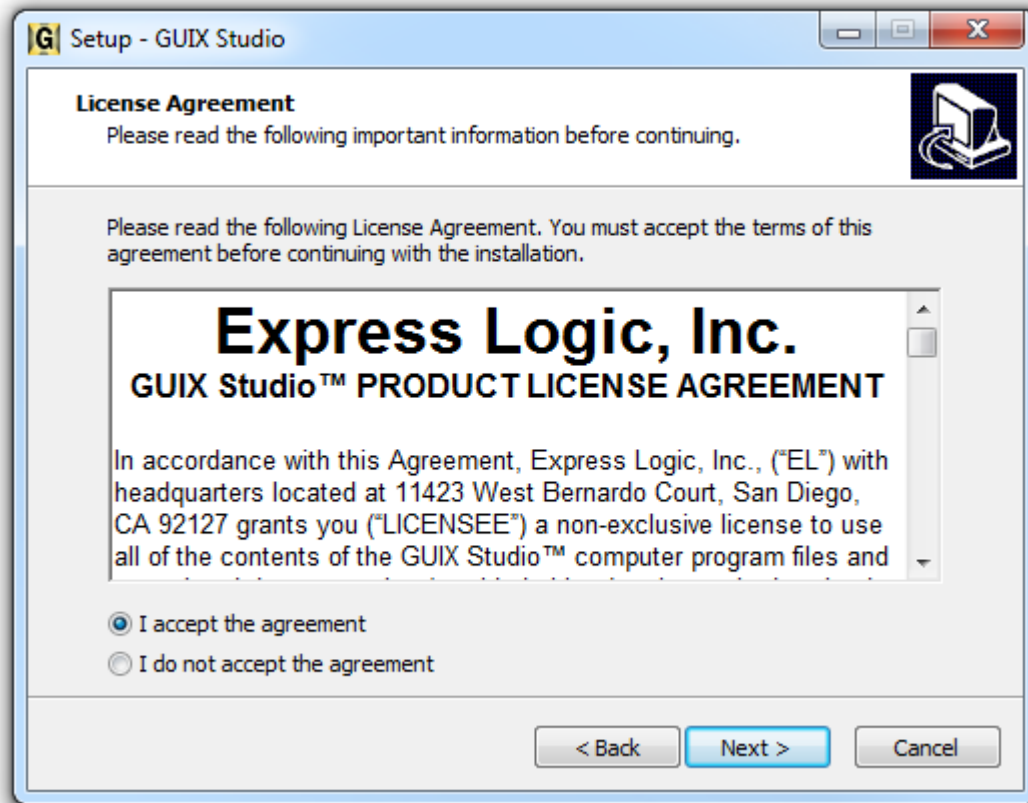 G Setup - GUIX Studio
License Agreement
Please read the following important information before continuing.
Please read the following License Agreement. You must accept the terms of this
agreement before continuing with the installation.
Express Logic, Inc.
GUIX Studio™ PRODUCT LICENSE AGREEMENT
In accordance with this Agreement, Express Logic, Inc., (“EL”) with
headquarters located at 11423 West Bernardo Court, San Diego,
CA 92127 grants you (“LICENSEE”) a non-exclusive license to use
all of the contents of the GUIX Studio™ computer program files and
I accept the agreement
I do not accept the agreement
< Back Next > Cancel